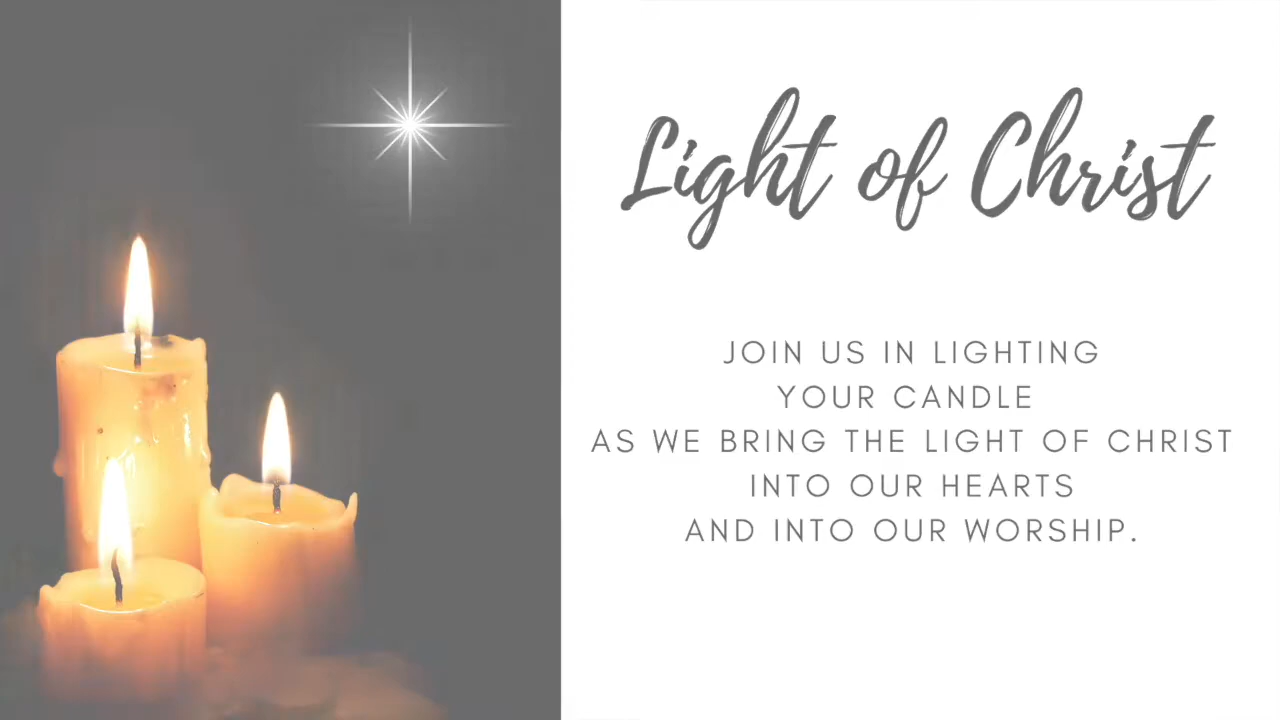 Light of Christ
JOIN US IN LIGHTING
YOUR CANDLE
AS WE BRING THE LIGHT OF CHRIST
INTO OUR HEARTS
AND INTO OUR WORSHIP.